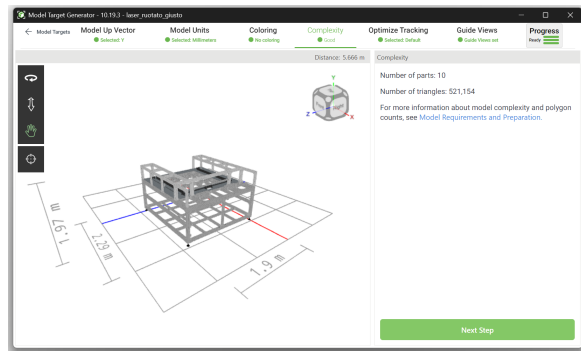 Model Target Generator - 10.19.3 - laser_ruotato_giusto
Model Targets
Model Up Vector
Selected: Y
Model Units
Selected: Millimeters
Coloring
No coloring
Complexity
Good
Optimize Tracking
Selected: Default
Guide Views
Guide Views set
Progress
Ready
Distance: 5.666 m
Complexity
Number of parts: 10
Number of triangles: 521,154
For more information about model complexity and polygon
counts, see Model Requirements and Preparation.
Y
Right
Z
X
1.97 m
2.29 m
1.9 m
Next Step